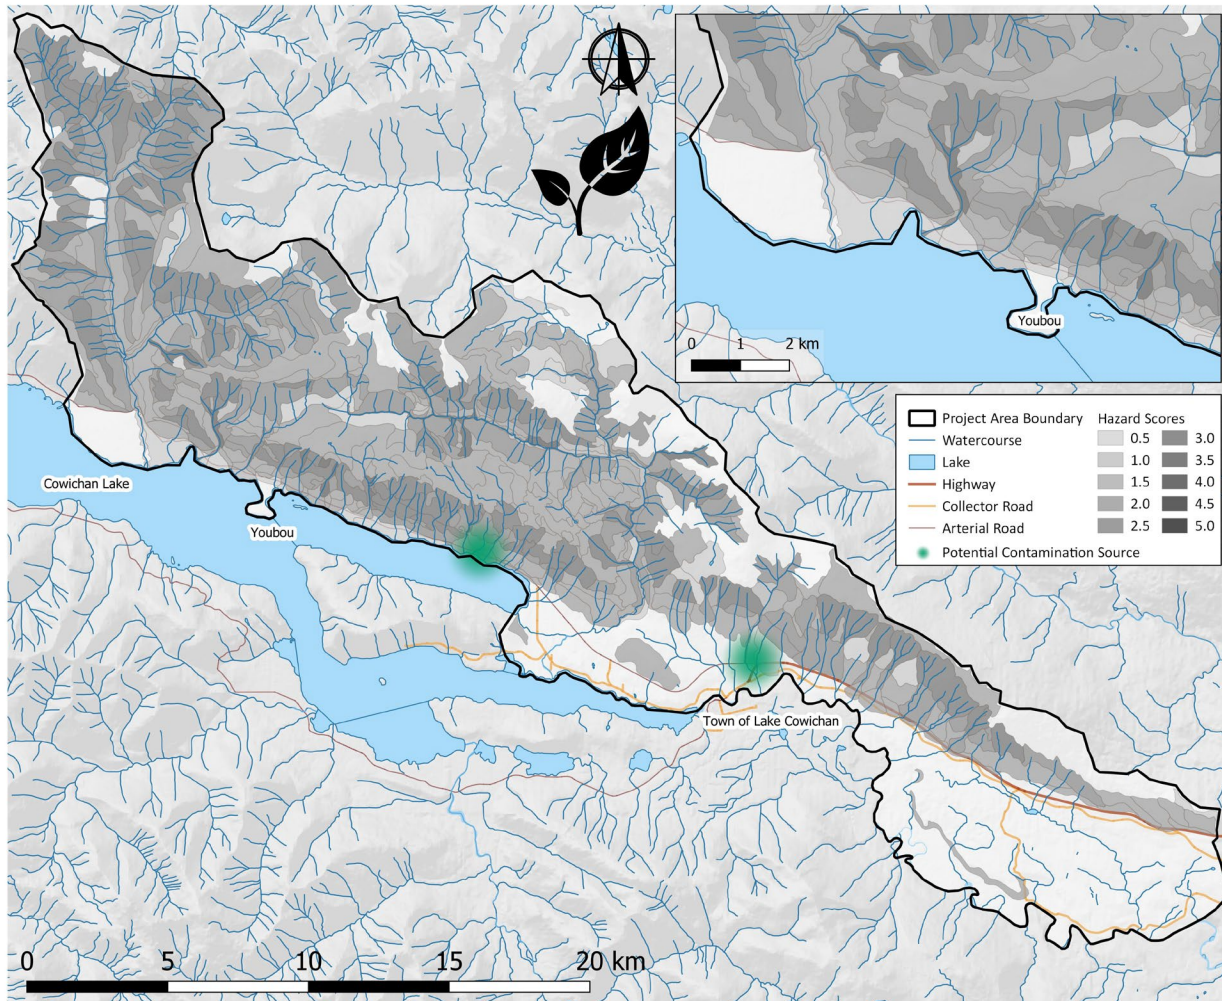 0 1 2 km
Youbou
Project Area Boundary
Watercourse
Lake
Highway
Collector Road
Arterial Road
Potential Contamination Source
Hazard Scores
0.5 3.0
1.0 3.5
1.5 4.0
2.0 4.5
2.5 5.0
Cowichan Lake
Youbou
Town of Lake Cowichan
0 5 10 15 20 km